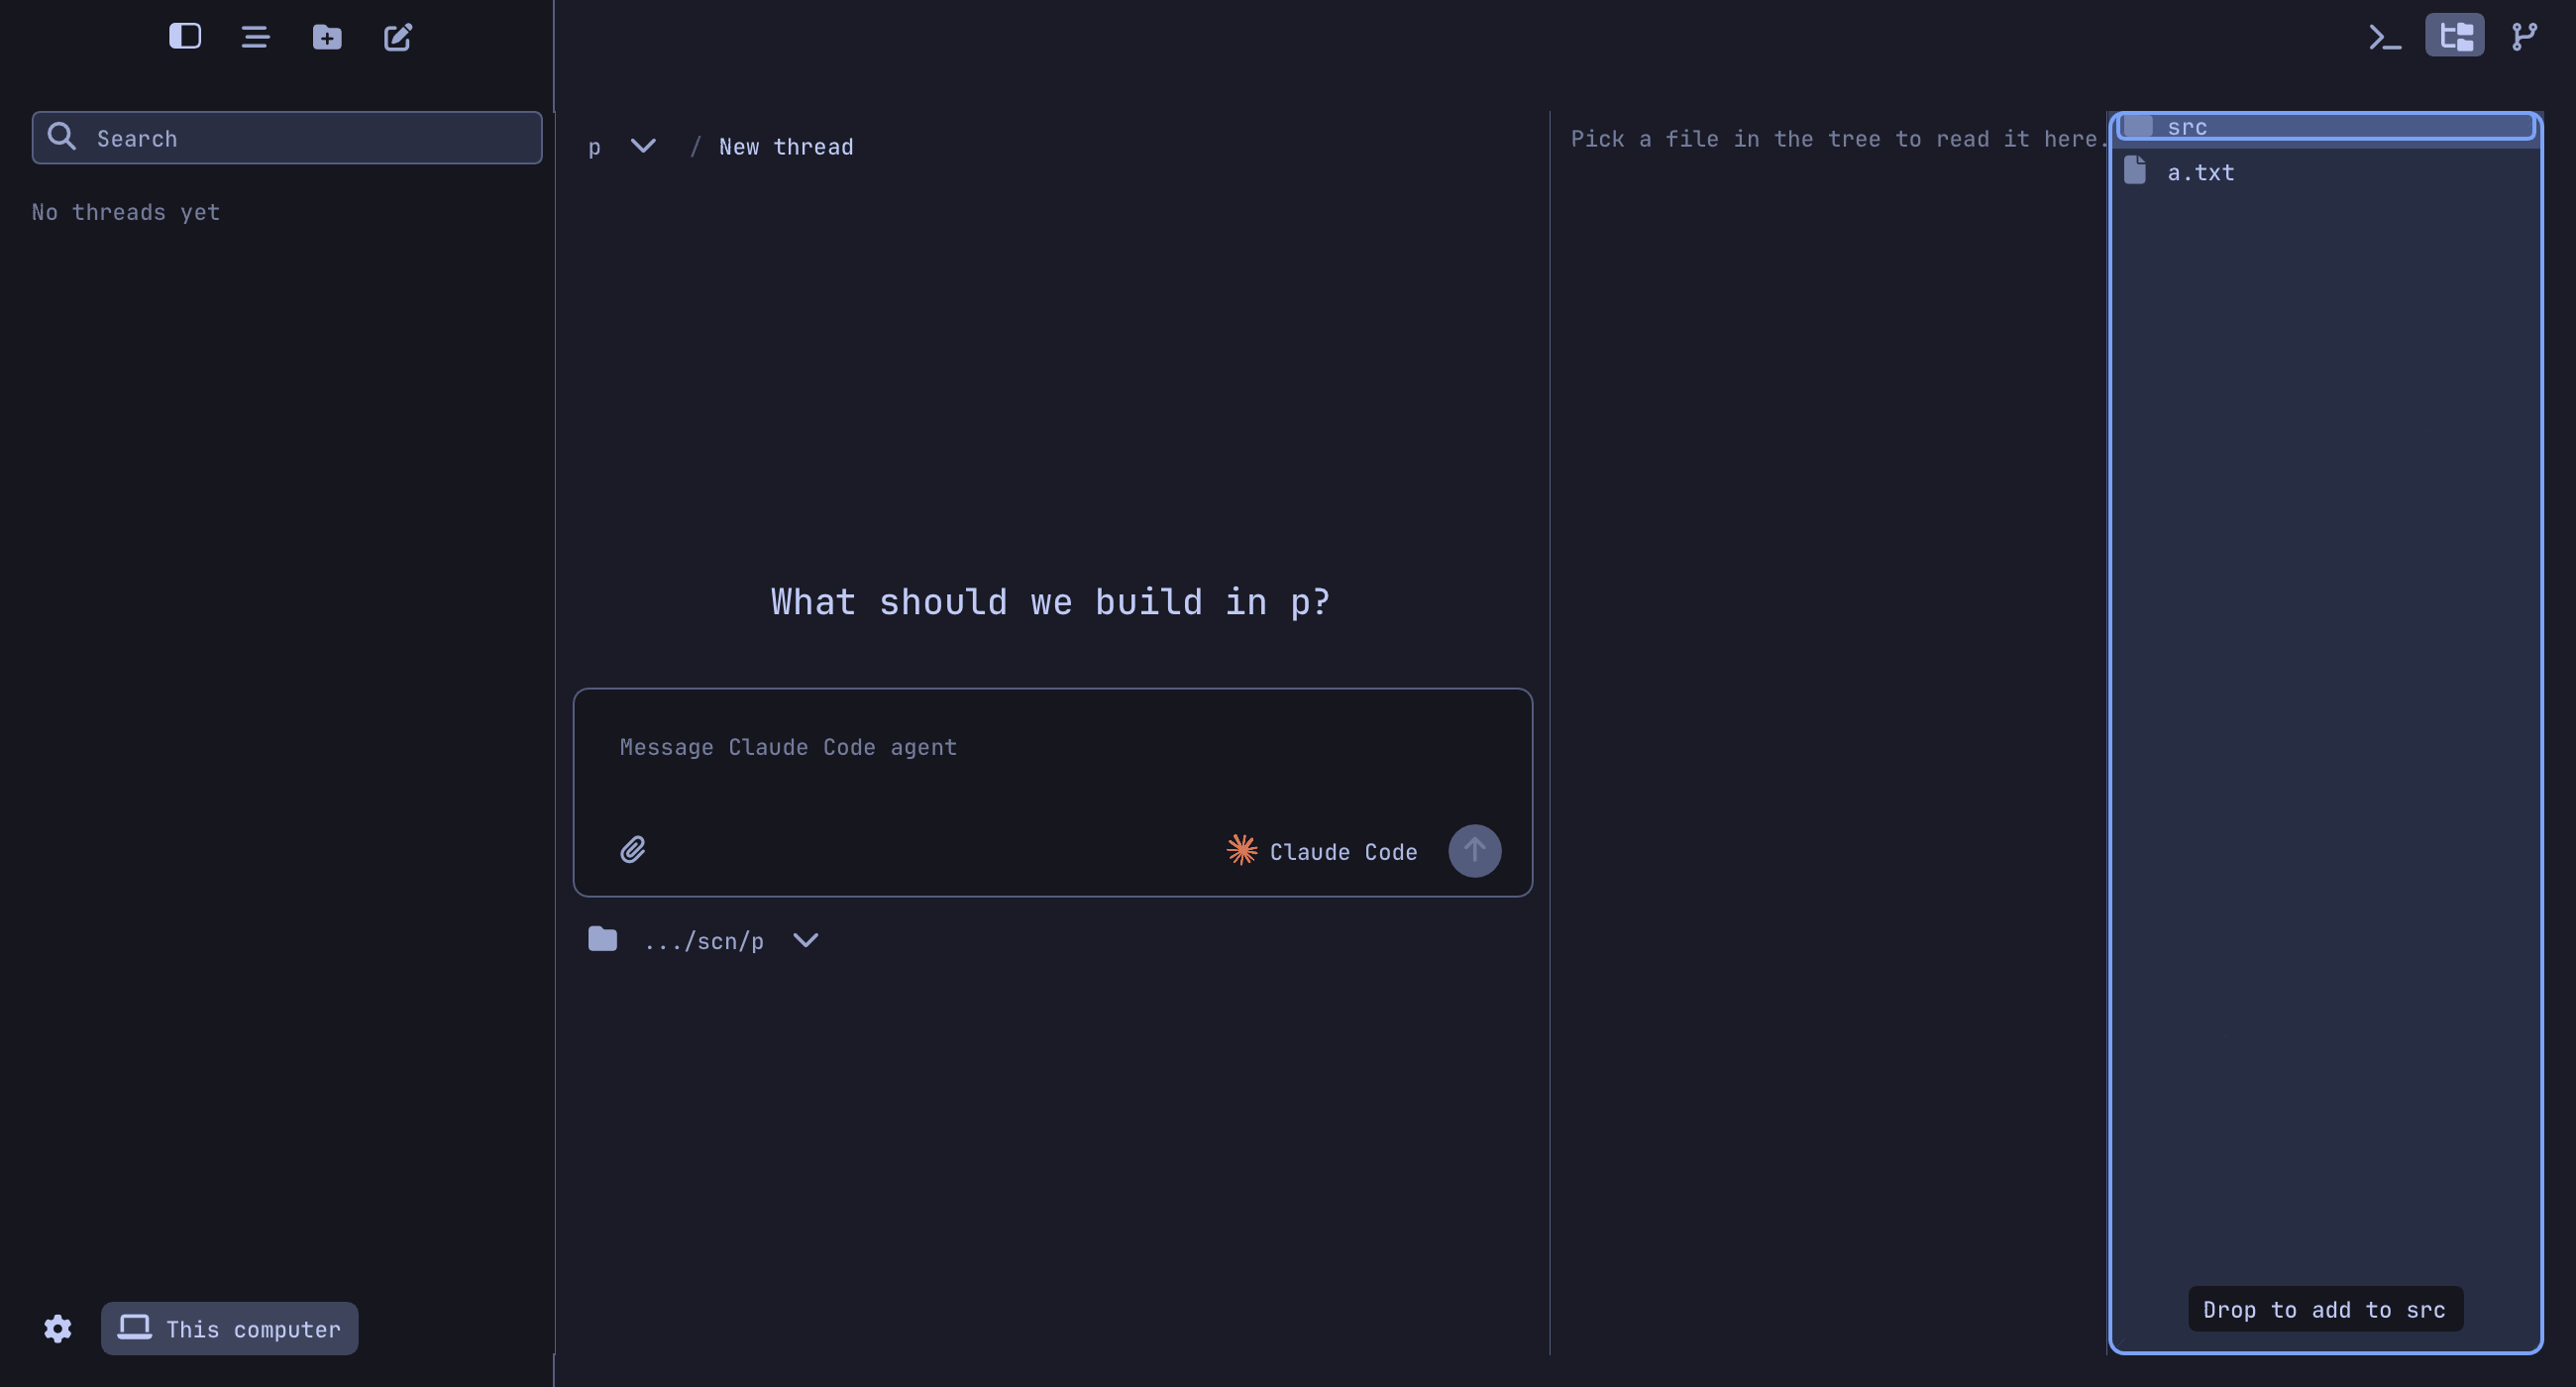 Search
No threads yet
This computer
p / New thread
What should we build in p?
Message Claude Code agent
Claude Code
.../scn/p
Pick a file in the tree to read it here.
src
a.txt
Drop to add to src